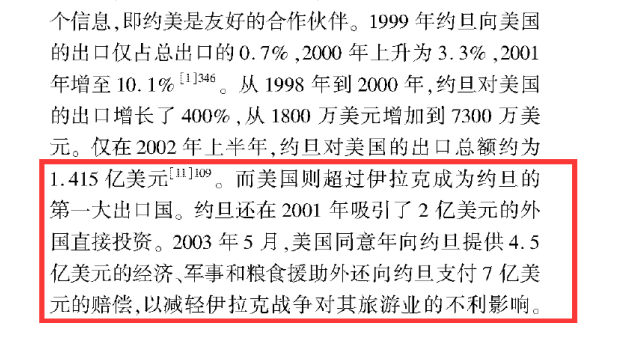 个信息,即约美是友好的合作伙伴。1999 年约旦向美国
的出口仅占总出口的 0.7%,2000 年上升为 3.3%,2001
年增至 10.1%[1]346。从 1998 年到 2000 年,约旦对美国
的出口增长了 400%,从 1800 万美元增加到 7300 万美
元。仅在 2002 年上半年,约旦对美国的出口总额约为
1.415 亿美元[11]109。而美国则超过伊拉克成为约旦的
第一大出口国。约旦还在 2001 年吸引了 2 亿美元的外
国直接投资。2003 年 5 月,美国同意年向约旦提供 4.5
亿美元的经济、军事和粮食援助外还向约旦支付 7 亿美
元的赔偿,以减轻伊拉克战争对其旅游业的不利影响。